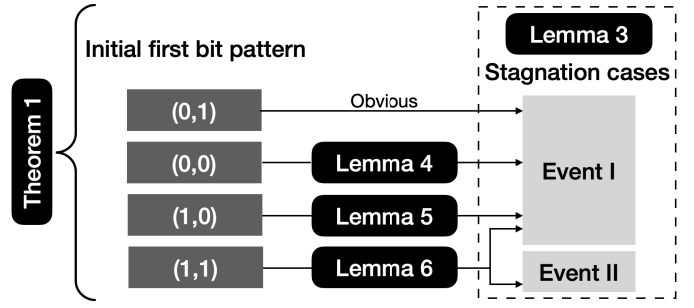 Theorem 1
Initial first bit pattern
Lemma 3
Stagnation cases
(0,1)
Obvious
(0,0)
Lemma 4
Event I
(1,0)
Lemma 5
(1,1)
Lemma 6
Event II